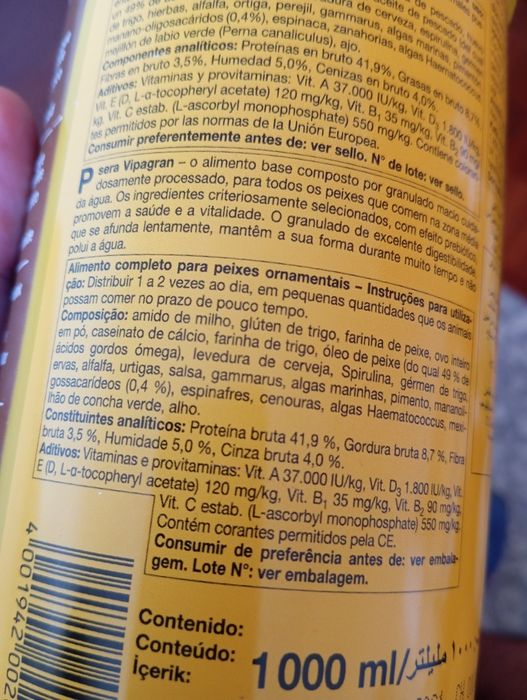 aceite de pescado
de cerveza, espirulina, germen
de trigo, hierbas, alfalfa, ortiga, perejil, gammarus, algas marinas, pimiento,
manano-oligosacáridos (0,4%), espinaca, zanahorias, algas Haematococcus,
mejillón de labio verde (Perna canaliculus), ajo.
Componentes analíticos: Proteínas en bruto 41,9%, Grasas en bruto 8,7%,
Fibras en bruto 3,5%, Humedad 5,0%, Cenizas en bruto 4,0%.
Aditivos: Vitaminas y provitaminas: Vit. A 37.000 IU/kg, Vit. D3 1.800 IU/kg,
Vit. E (D, L-α-tocopheryl acetate) 120 mg/kg, Vit. B1 35 mg/kg, Vit. B2 90 mg/
kg, Vit. C estab. (L-ascorbyl monophosphate) 550 mg/kg. Contiene
tes permitidos por las normas de la Unión Europea.
Consumir preferentemente antes de: ver sello. N° de lote: ver sello.
Psera Vipagran – o alimento base composto por granulado macio cuida-
dosamente processado, para todos os peixes que comem na zona média
da água. Os ingredientes criteriosamente selecionados, com efeito prebiótico
promovem a saúde e a vitalidade. O granulado de excelente digestibilidade,
que se afunda lentamente, mantêm a sua forma durante muito tempo e não
polui a água.
Alimento completo para peixes ornamentais – Instruções para utiliza-
ção: Distribuir 1 a 2 vezes ao dia, em pequenas quantidades que os animais
possam comer no prazo de pouco tempo.
Composição: amido de milho, glúten de trigo, farinha de peixe, ovo inteiro
em pó, caseinato de cálcio, farinha de trigo, óleo de peixe (do qual 49 % de
ácidos gordos ómega), levedura de cerveja, Spirulina, gérmen de trigo,
ervas, alfalfa, urtigas, salsa, gammarus, algas marinhas, pimento, mananoli-
gossacarídeos (0,4 %), espinafres, cenouras, algas Haematococcus, mexi-
lhão de concha verde, alho.
Constituintes analíticos: Proteína bruta 41,9 %, Gordura bruta 8,7 %, Fibra
bruta 3,5 %, Humidade 5,0 %, Cinza bruta 4,0 %.
Aditivos: Vitaminas e provitaminas: Vit. A 37.000 IU/kg, Vit. D3 1.800 IU/kg, Vit.
E (D, L-α-tocopheryl acetate) 120 mg/kg, Vit. B1 35 mg/kg, Vit. B2 90 mg/kg,
Vit. C estab. (L-ascorbyl monophosphate) 550 mg/kg.
Contém corantes permitidos pela CE.
Consumir de preferência antes de: ver embala-
gem. Lote N°: ver embalagem.
Contenido:
Conteúdo:
İçerik:
1000 ml/ ١٠٠٠ مليلتر
4 001942 002